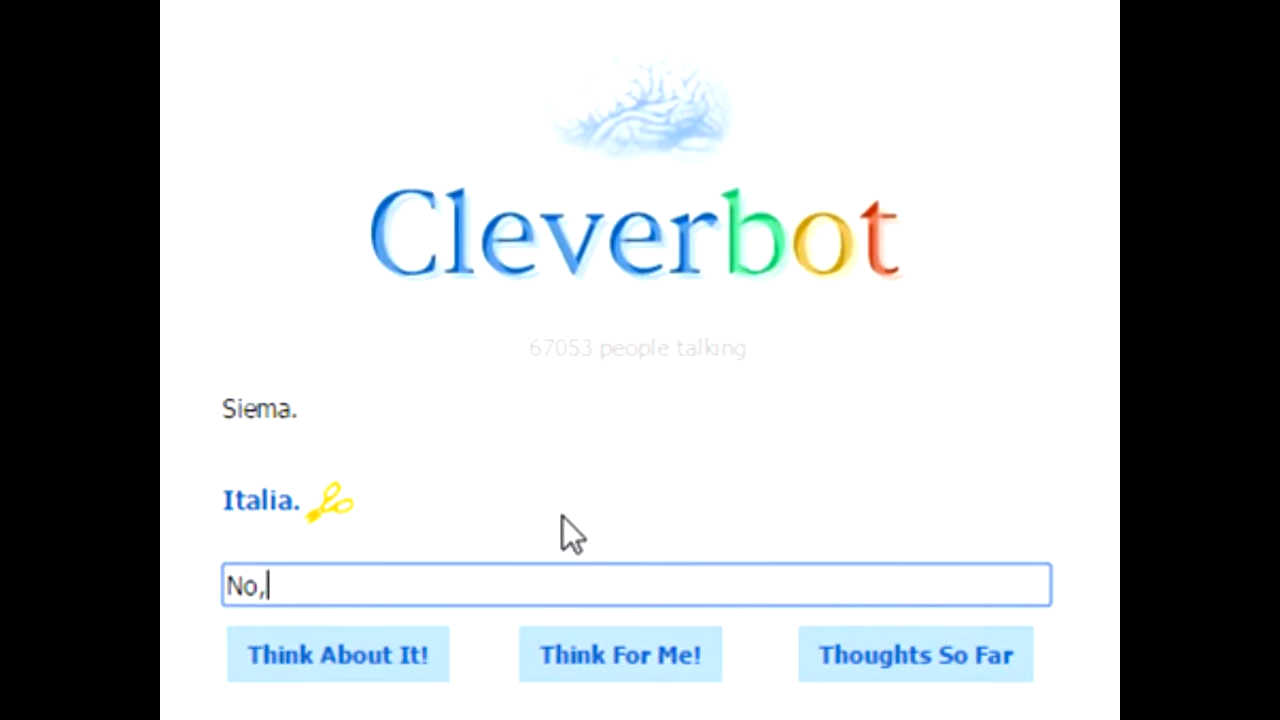 Cleverbot
67053 people talking
Siema.
Italia.
No,
Think About It! Think For Me! Thoughts So Far